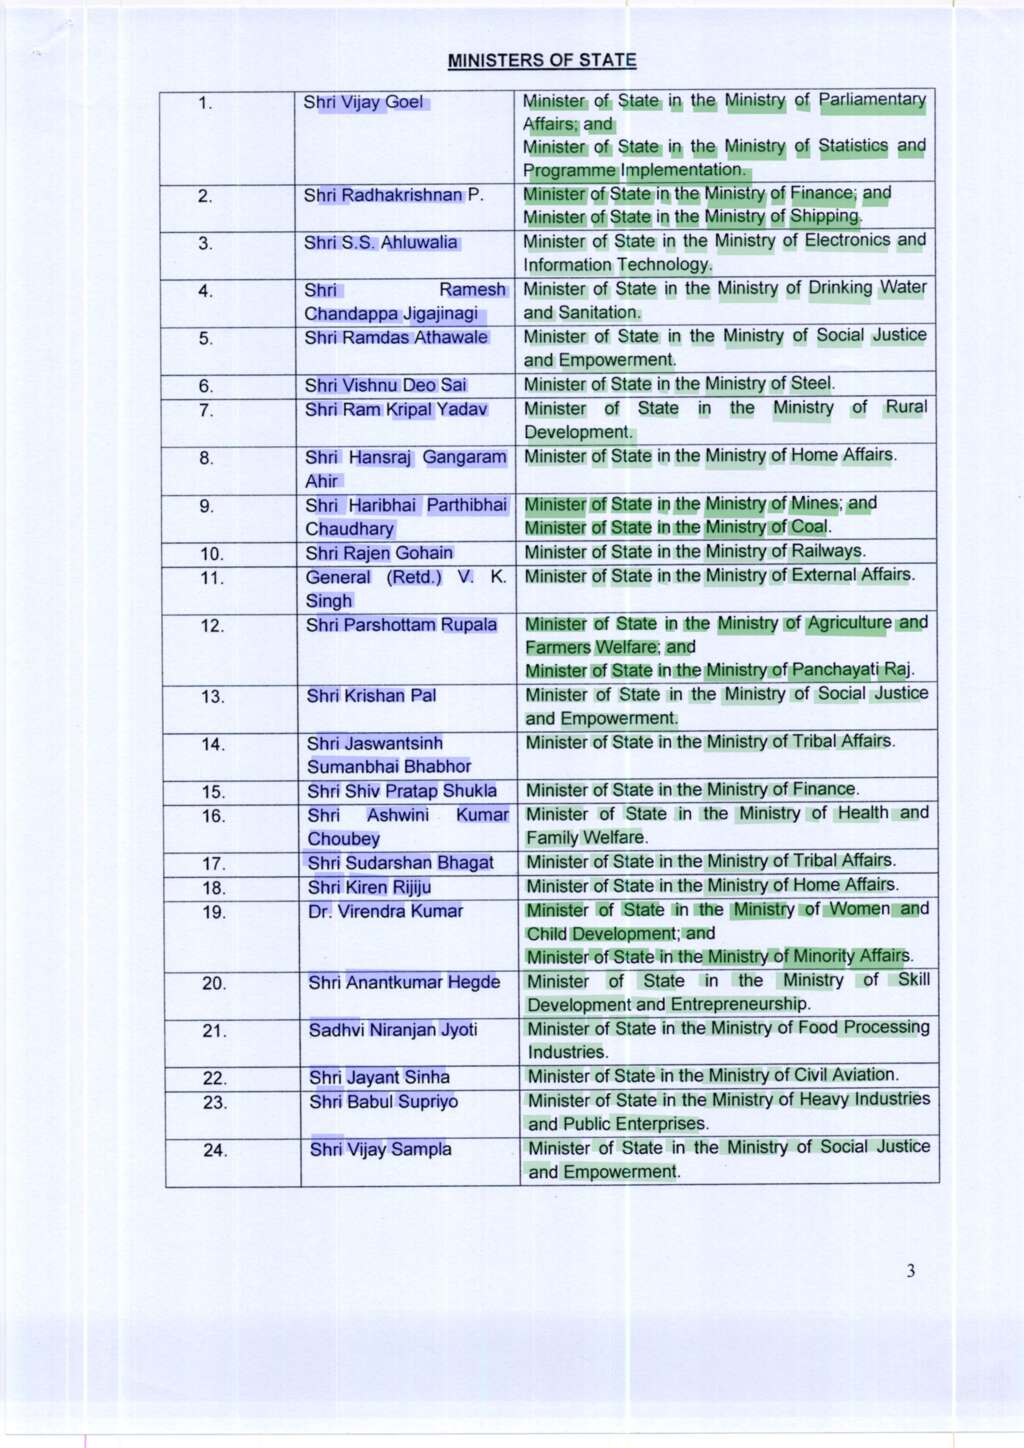 MINISTERS OF STATE
1. Shri Vijay Goel Minister of State in the Ministry of Parliamentary
Affairs; and
Minister of State in the Ministry of Statistics and
Programme Implementation.
2. Shri Radhakrishnan P. Minister of State in the Ministry of Finance; and
Minister of State in the Ministry of Shipping.
3. Shri S.S. Ahluwalia Minister of State in the Ministry of Electronics and
Information Technology.
4. Shri Ramesh Minister of State in the Ministry of Drinking Water
Chandappa Jigajinagi and Sanitation.
5. Shri Ramdas Athawale Minister of State in the Ministry of Social Justice
and Empowerment.
6. Shri Vishnu Deo Sai Minister of State in the Ministry of Steel.
7. Shri Ram Kripal Yadav Minister of State in the Ministry of Rural
Development.
8. Shri Hansraj Gangaram Minister of State in the Ministry of Home Affairs.
Ahir
9. Shri Haribhai Parthibhai Minister of State in the Ministry of Mines; and
Chaudhary Minister of State in the Ministry of Coal.
10. Shri Rajen Gohain Minister of State in the Ministry of Railways.
11. General (Retd.) V. K. Minister of State in the Ministry of External Affairs.
Singh
12. Shri Parshottam Rupala Minister of State in the Ministry of Agriculture and
Farmers Welfare; and
Minister of State in the Ministry of Panchayati Raj.
13. Shri Krishan Pal Minister of State in the Ministry of Social Justice
and Empowerment.
14. Shri Jaswantsinh Minister of State in the Ministry of Tribal Affairs.
Sumanbhai Bhabhor
15. Shri Shiv Pratap Shukla Minister of State in the Ministry of Finance.
16. Shri Ashwini Kumar Minister of State in the Ministry of Health and
Choubey Family Welfare.
17. Shri Sudarshan Bhagat Minister of State in the Ministry of Tribal Affairs.
18. Shri Kiren Rijiju Minister of State in the Ministry of Home Affairs.
19. Dr. Virendra Kumar Minister of State in the Ministry of Women and
Child Development; and
Minister of State in the Ministry of Minority Affairs.
20. Shri Anantkumar Hegde Minister of State in the Ministry of Skill
Development and Entrepreneurship.
21. Sadhvi Niranjan Jyoti Minister of State in the Ministry of Food Processing
Industries.
22. Shri Jayant Sinha Minister of State in the Ministry of Civil Aviation.
23. Shri Babul Supriyo Minister of State in the Ministry of Heavy Industries
and Public Enterprises.
24. Shri Vijay Sampla Minister of State in the Ministry of Social Justice
and Empowerment.
3